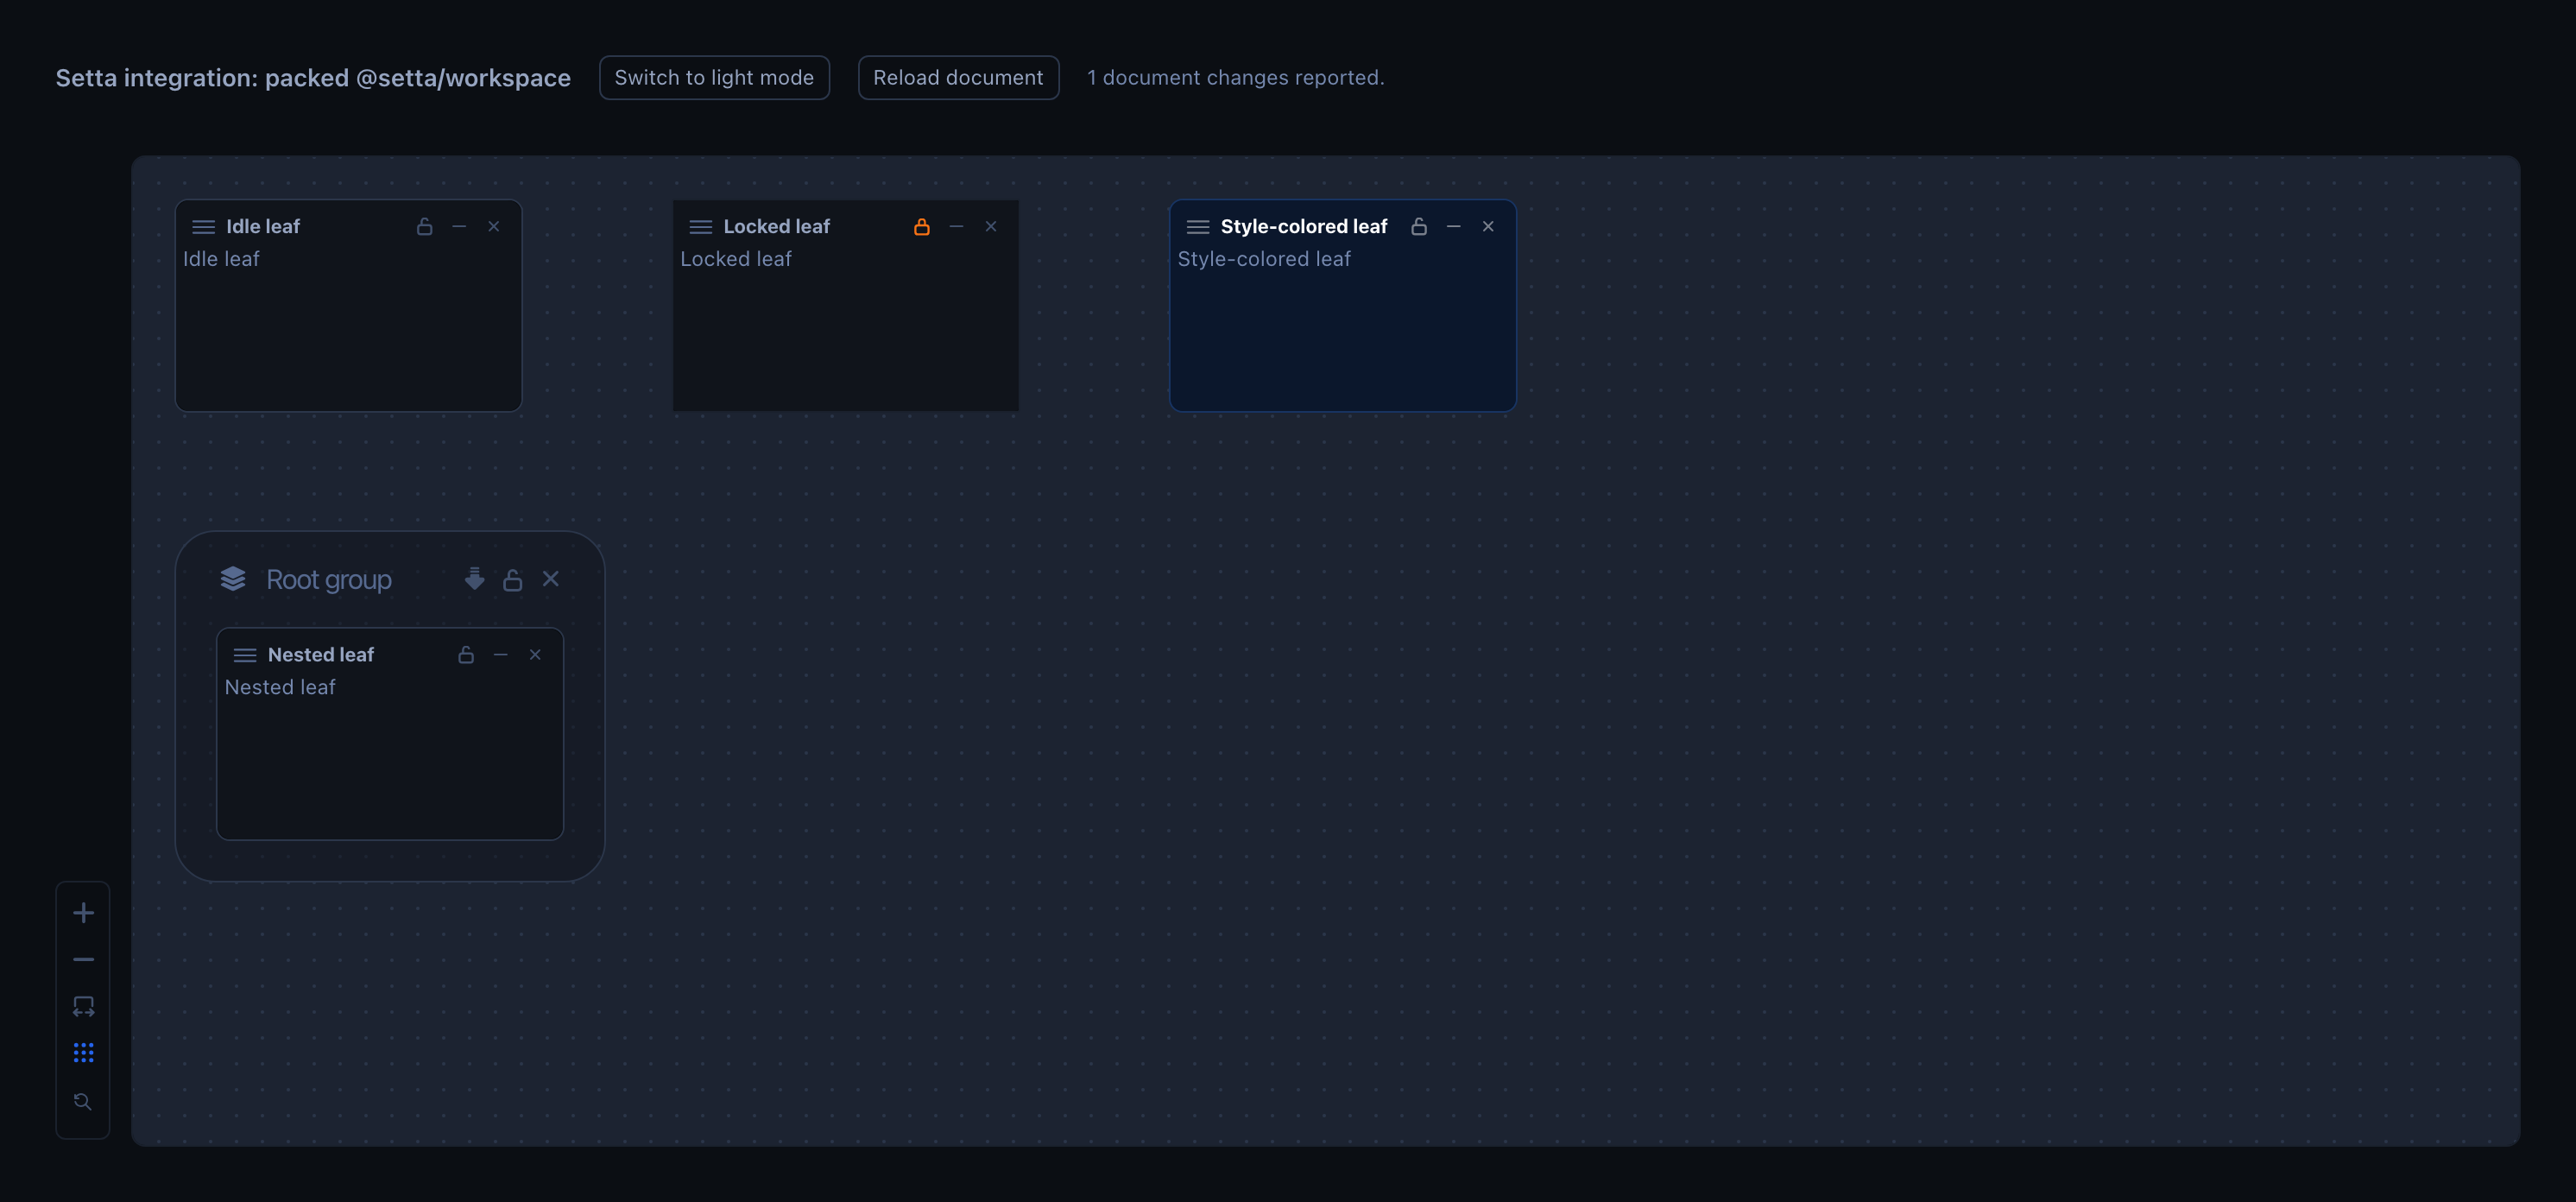 Setta integration: packed @setta/workspace
Switch to light mode
Reload document
1 document changes reported.
Idle leaf
Idle leaf
Locked leaf
Locked leaf
Style-colored leaf
Style-colored leaf
Root group
Nested leaf
Nested leaf